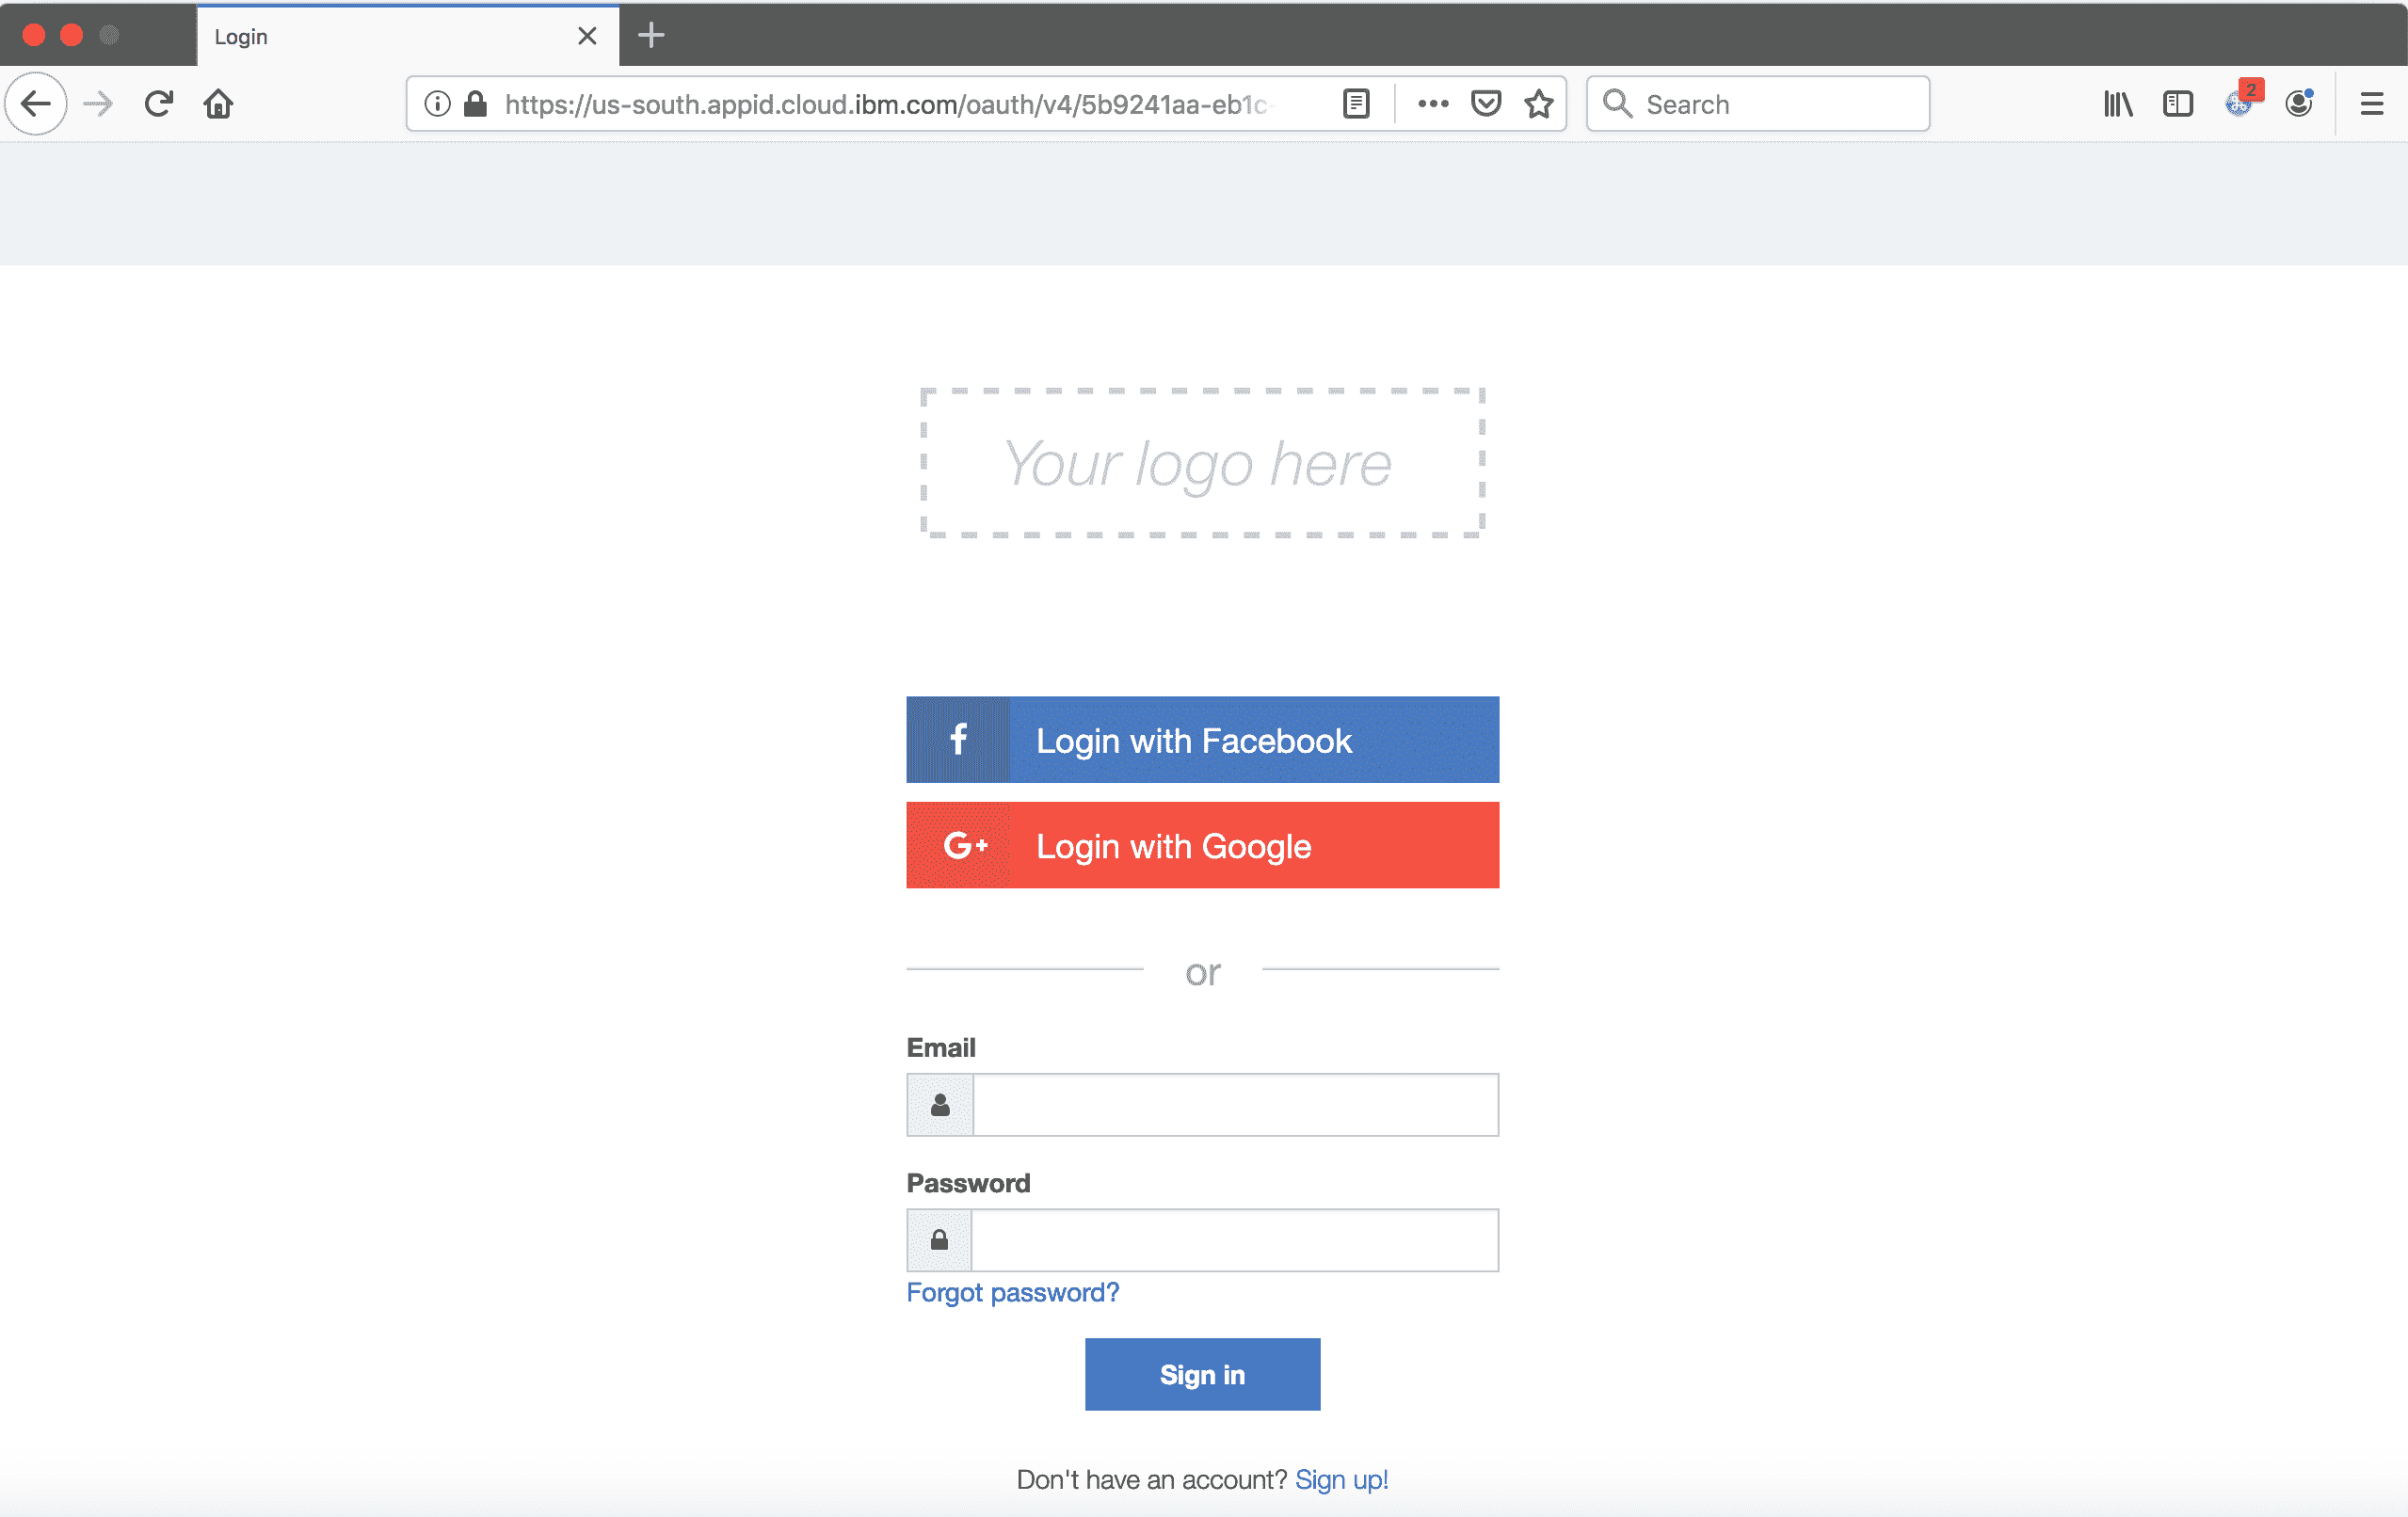 Login
https://us-south.appid.cloud.ibm.com/oauth/v4/5b9241aa-eb1c-
Search
2
Your logo here
f Login with Facebook
G+ Login with Google
or
Email
Password
Forgot password?
Sign in
Don't have an account? Sign up!